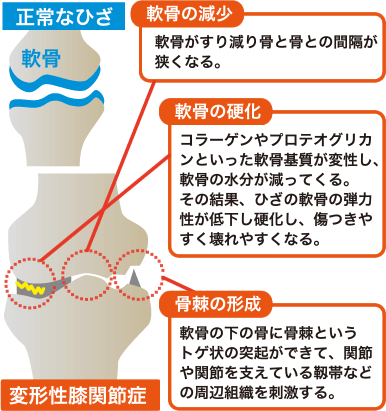 正常なひざ
軟骨
軟骨の減少
軟骨がすり減り骨と骨との間隔が
狭くなる。
軟骨の硬化
コラーゲンやプロテオグリカ
ンといった軟骨基質が変性し、
軟骨の水分が減ってくる。
その結果、ひざの軟骨の弾力
性が低下し硬化し、傷つきや
すく壊れやすくなる。
骨棘の形成
軟骨の下の骨に骨棘という
トゲ状の突起ができて、関節
や関節を支えている靱帯など
の周辺組織を刺激する。
変形性膝関節症